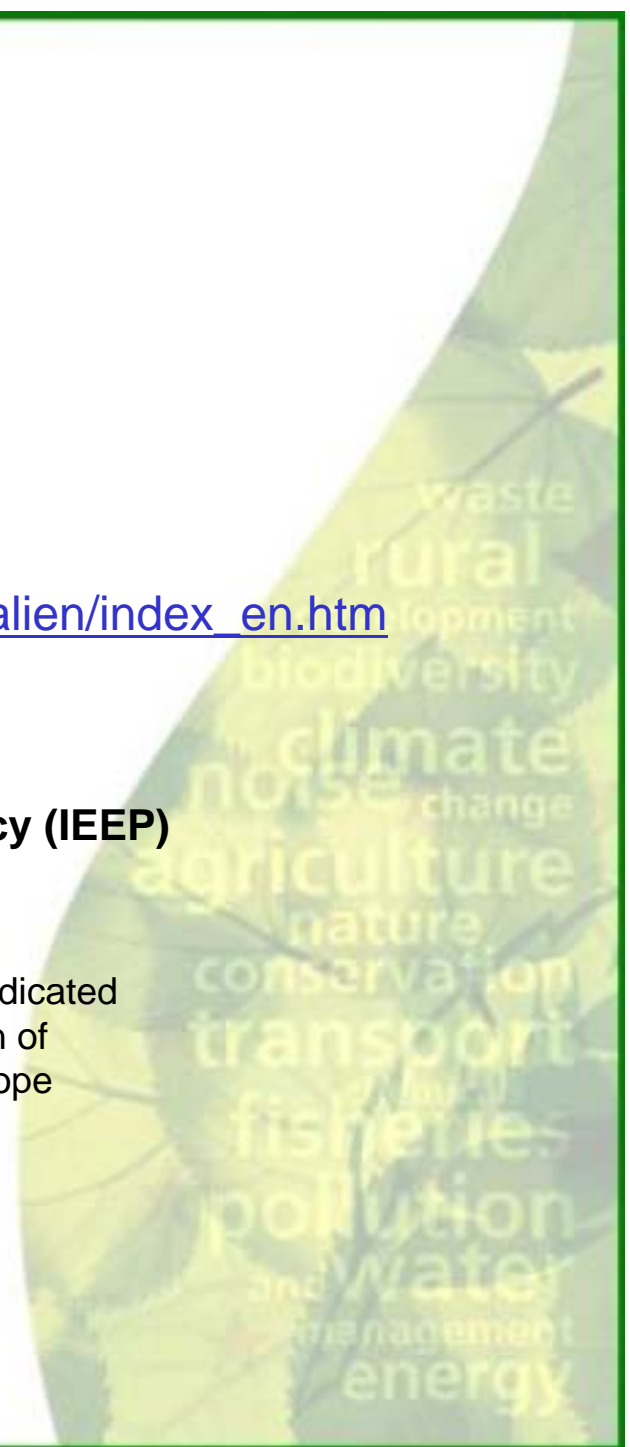 alien/index_en.htm
cy (IEEP)
dicated
n of
ope
waste
rural
lopment
biodiversity
climate
noise
change
agriculture
nature
conservation
transport
fisheries
pollution
and water
management
energy